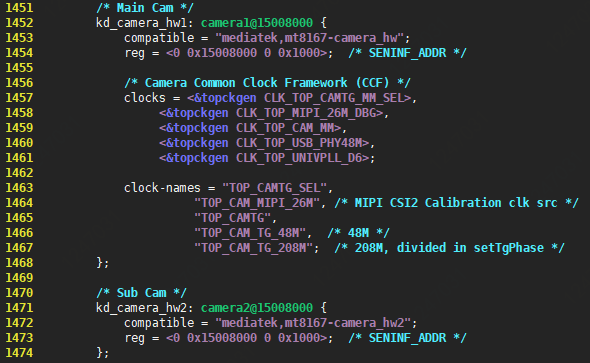 1451 /* Main Cam */
1452 kd_camera_hw1: camera1@15008000 {
1453 compatible = "mediatek,mt8167-camera_hw";
1454 reg = <0 0x15008000 0 0x1000>; /* SENINF_ADDR */
1455
1456 /* Camera Common Clock Framework (CCF) */
1457 clocks = <&topckgen CLK_TOP_CAMTG_MM_SEL>,
1458 <&topckgen CLK_TOP_MIPI_26M_DBG>,
1459 <&topckgen CLK_TOP_CAM_MM>,
1460 <&topckgen CLK_TOP_USB_PHY48M>,
1461 <&topckgen CLK_TOP_UNIVPLL_D6>;
1462
1463 clock-names = "TOP_CAMTG_SEL",
1464 "TOP_CAM_MIPI_26M", /* MIPI CSI2 Calibration clk src */
1465 "TOP_CAMTG",
1466 "TOP_CAM_TG_48M", /* 48M */
1467 "TOP_CAM_TG_208M"; /* 208M, divided in setTgPhase */
1468 };
1469
1470 /* Sub Cam */
1471 kd_camera_hw2: camera2@15008000 {
1472 compatible = "mediatek,mt8167-camera_hw2";
1473 reg = <0 0x15008000 0 0x1000>; /* SENINF_ADDR */
1474 };